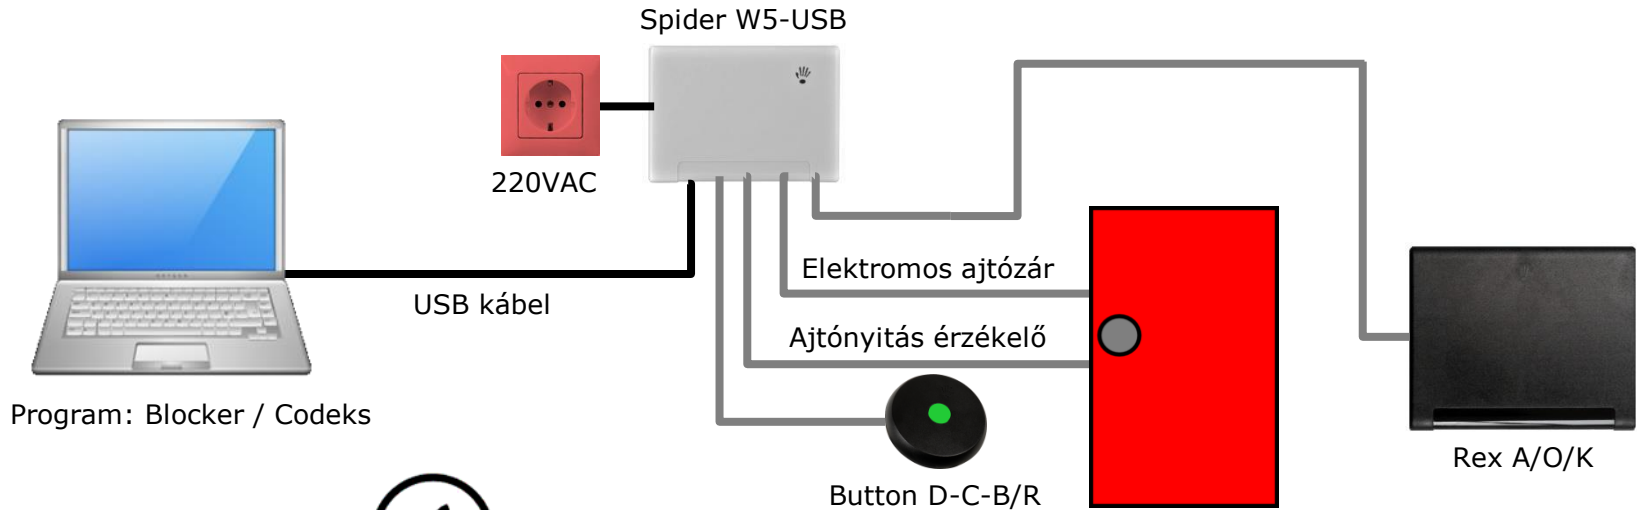 Spider W5-USB
220VAC
Elektromos ajtózár
USB kábel
Ajtónyitás érzékelő
Program: Blocker / Codeks
Rex A/O/K
Button D-C-B/R